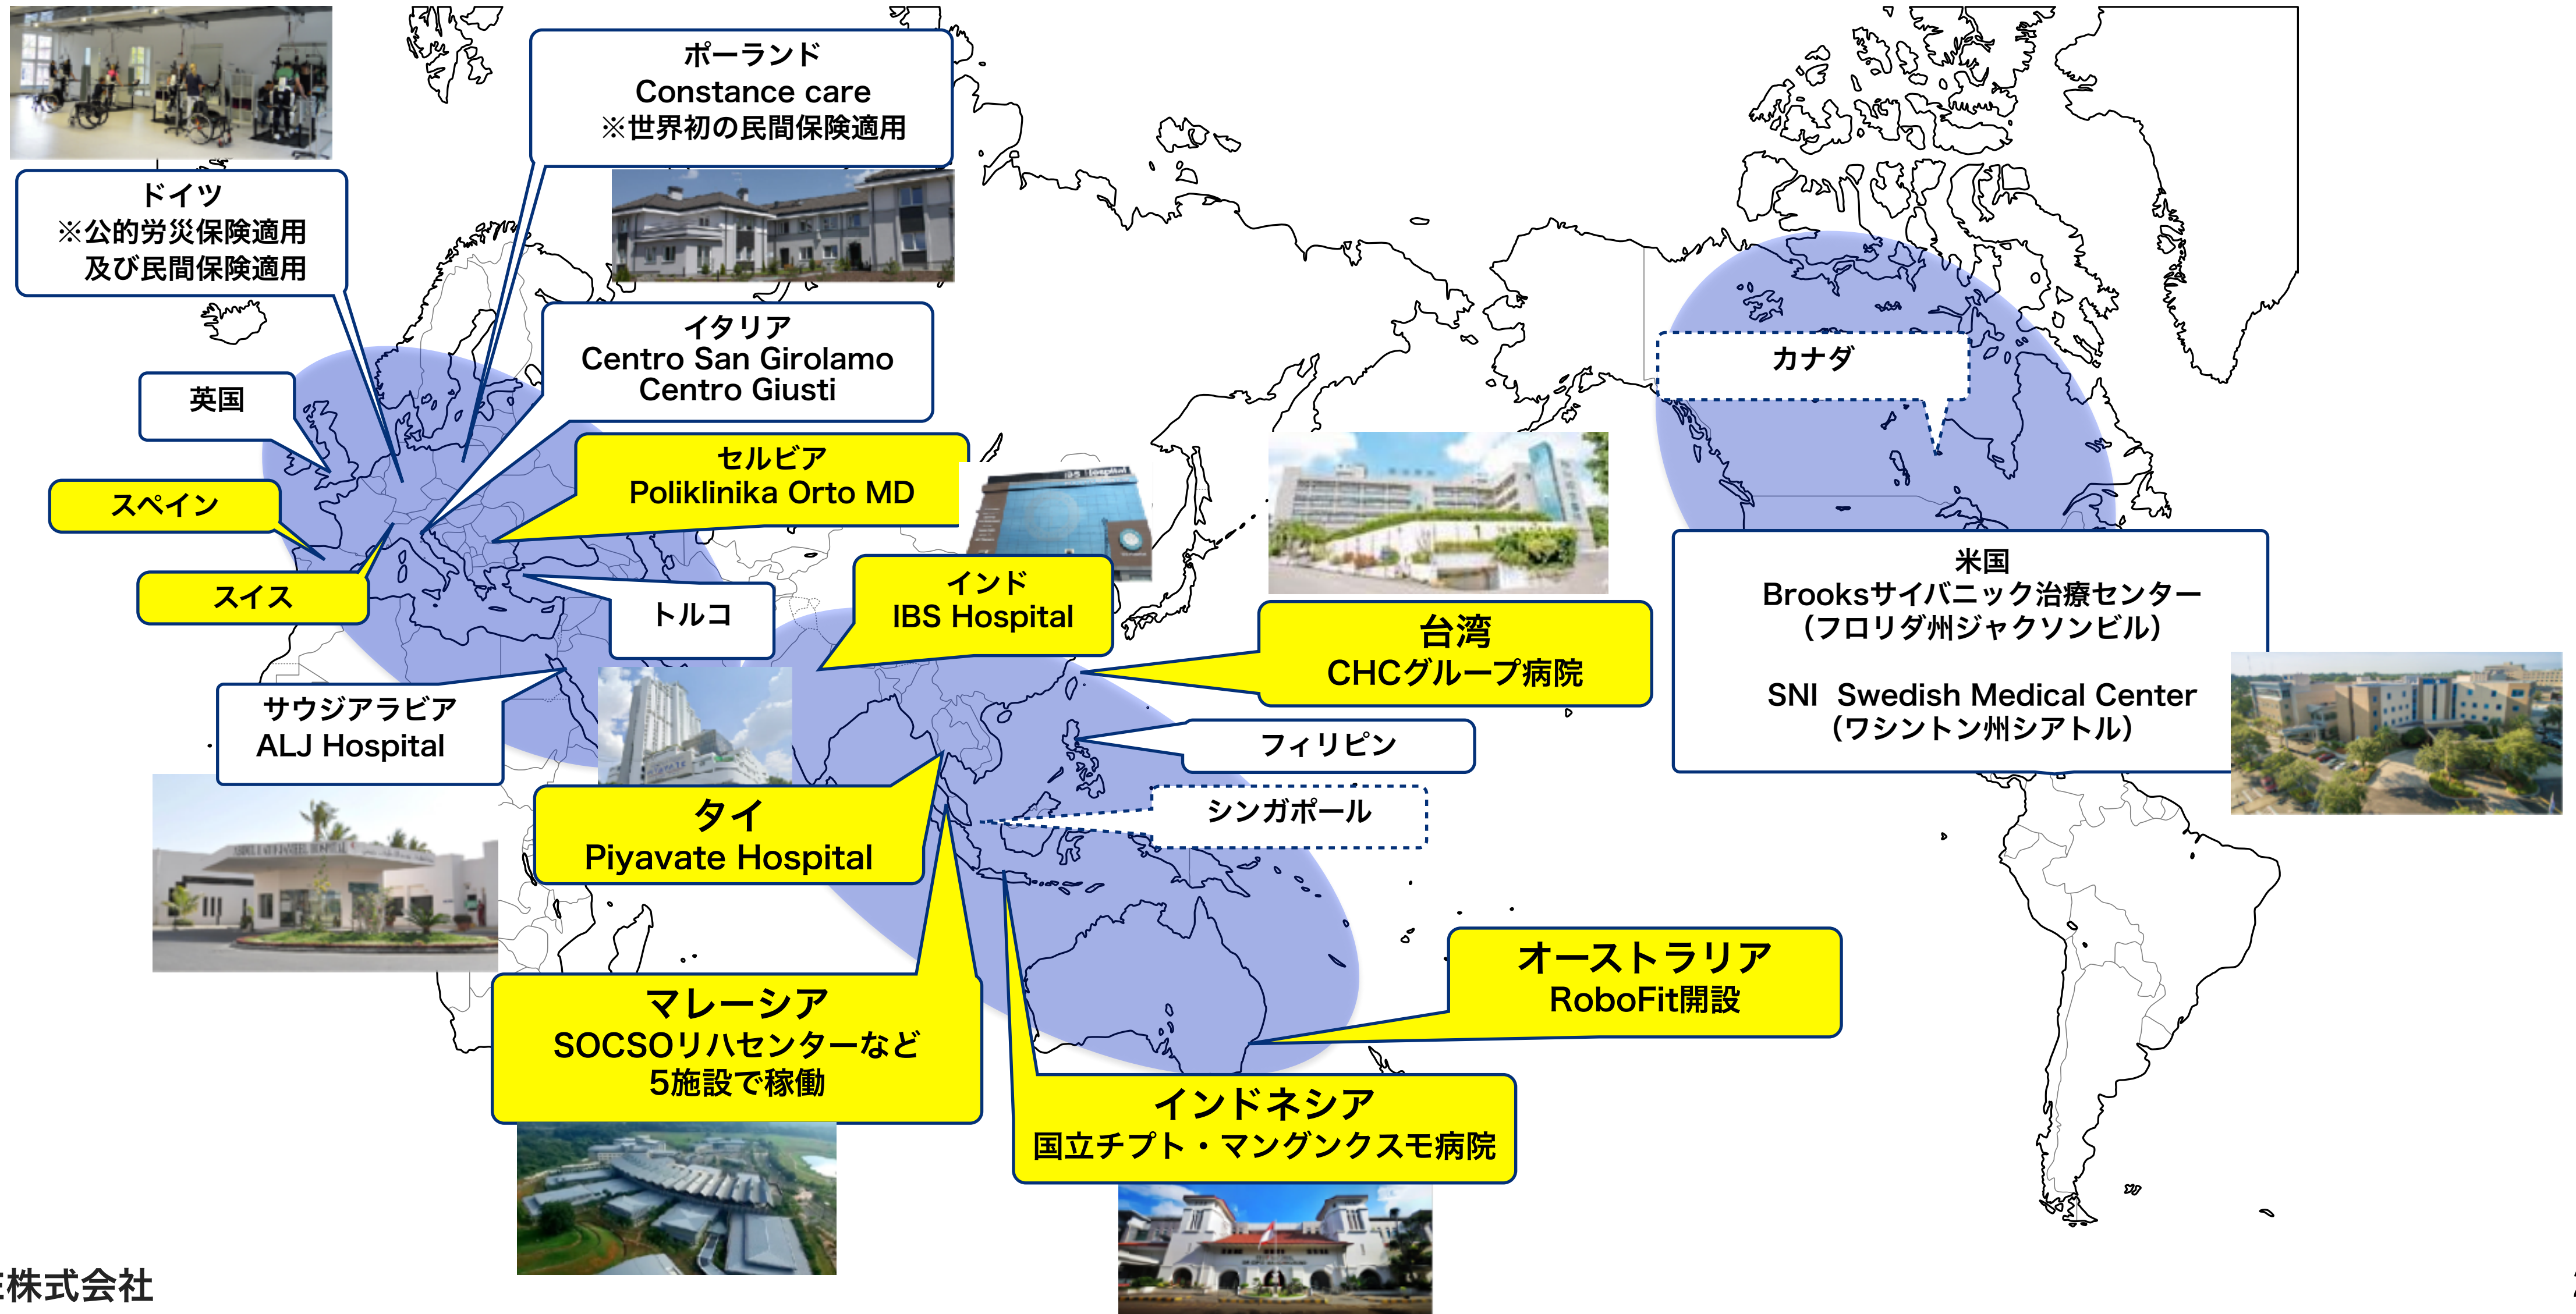 ポーランド
Constance care
※世界初の民間保険適用
ドイツ
※公的労災保険適用
及び民間保険適用
イタリア
Centro San Girolamo
Centro Giusti
英国
カナダ
セルビア
Poliklinika Orto MD
スペイン
スイス
トルコ
インド
IBS Hospital
台湾
CHCグループ病院
米国
Brooksサイバニック治療センター
（フロリダ州ジャクソンビル）
SNI Swedish Medical Center
（ワシントン州シアトル）
サウジアラビア
ALJ Hospital
フィリピン
シンガポール
タイ
Piyavate Hospital
マレーシア
SOCSOリハセンターなど
5施設で稼働
オーストラリア
RoboFit開設
インドネシア
国立チプト・マングンクスモ病院
株式会社